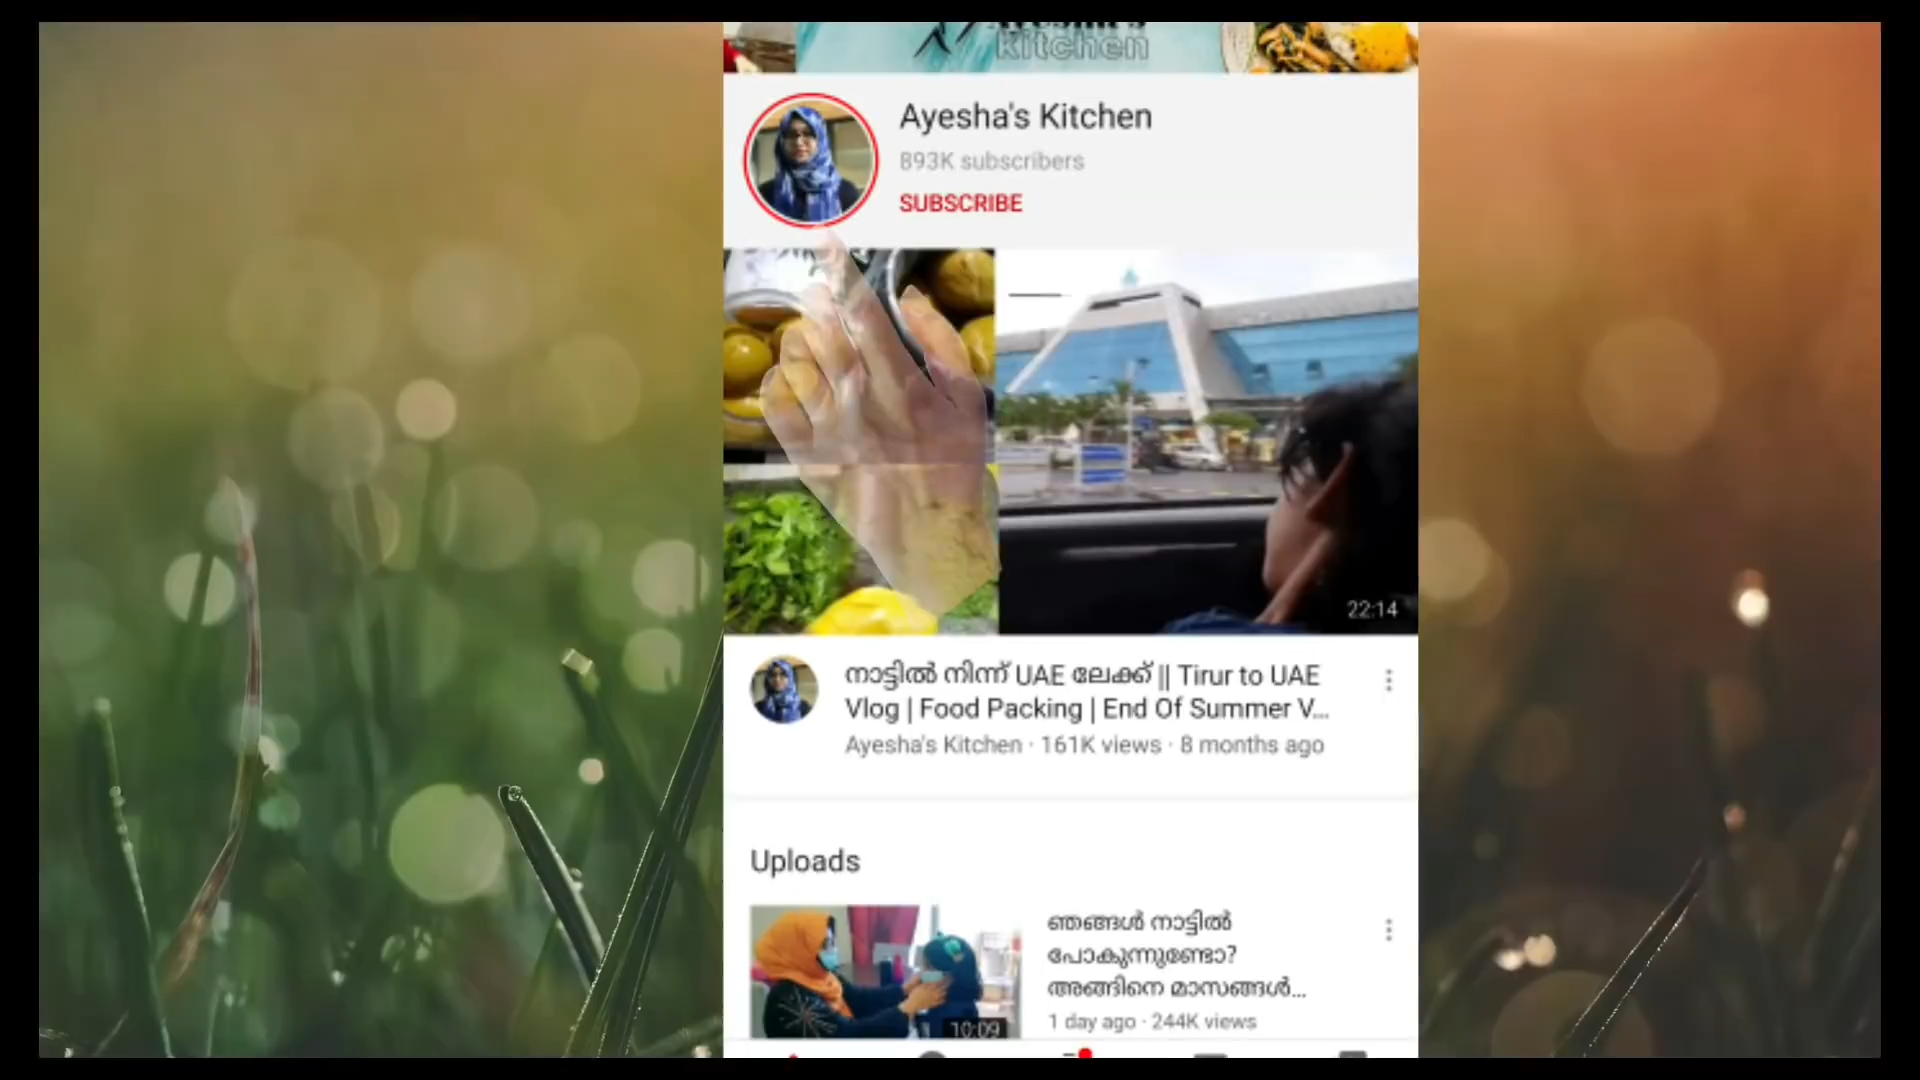 kitchen
Ayesha's Kitchen
893K subscribers
SUBSCRIBE
22:14
നാട്ടിൽ നിന്ന് UAE ലേക്ക് || Tirur to UAE
Vlog | Food Packing | End Of Summer V...
Ayesha's Kitchen · 161K views · 8 months ago
Uploads
ഞങ്ങൾ നാട്ടിൽ
പോകുന്നുണ്ടോ?
അങ്ങിനെ മാസങ്ങൾ...
10:09
1 day ago · 244K views